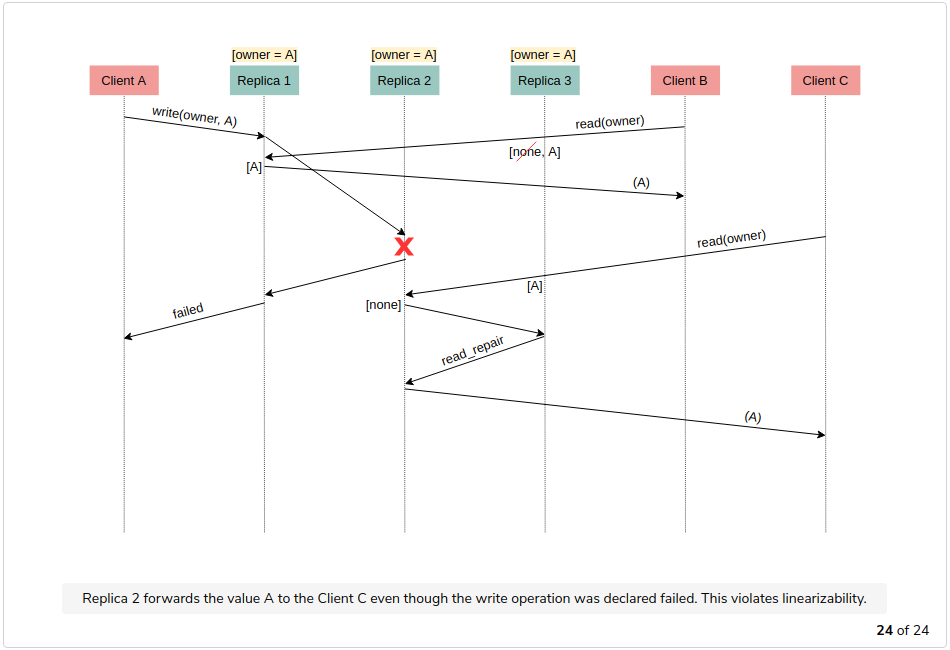 [owner = A] [owner = A] [owner = A]
Client A Replica 1 Replica 2 Replica 3 Client B Client C
write(owner, A)
read(owner)
[none, A]
[A]
(A)
read(owner)
X
[A]
[none]
failed
read_repair
(A)
Replica 2 forwards the value A to the Client C even though the write operation was declared failed. This violates linearizability.
24 of 24